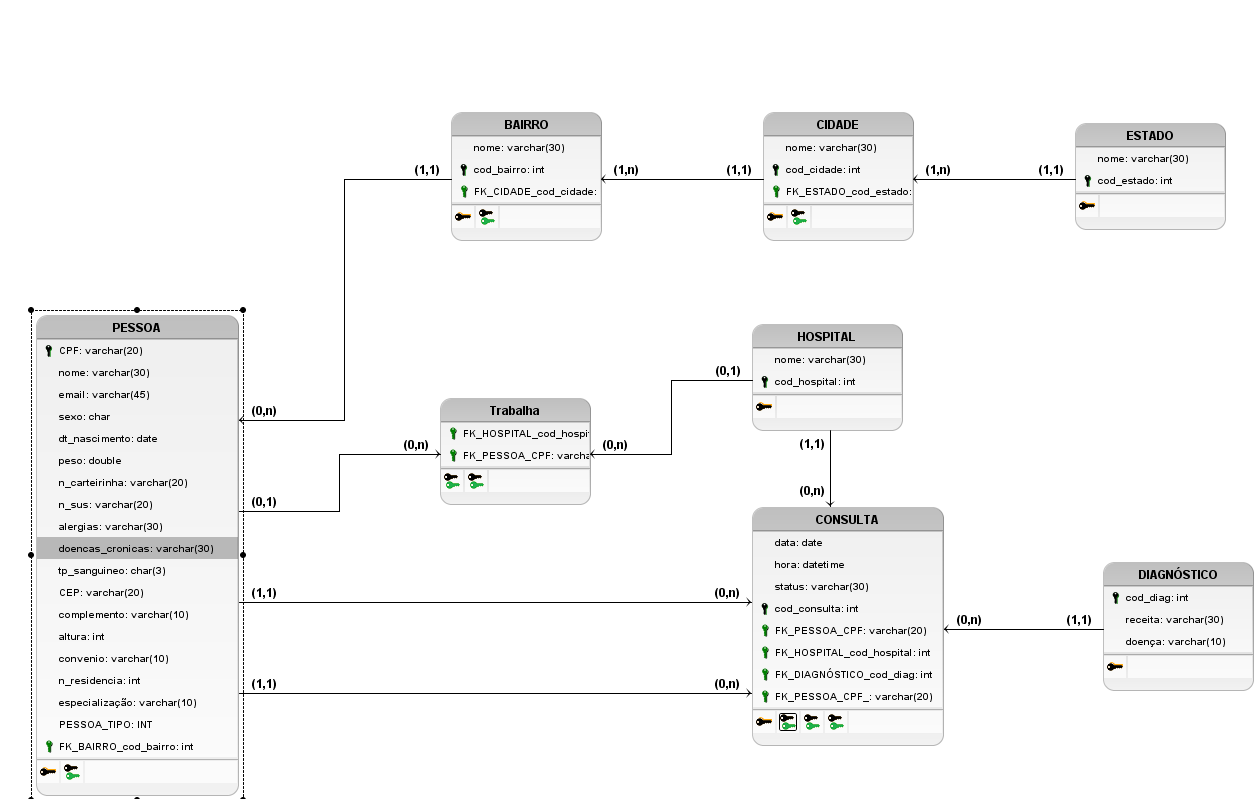 BAIRRO
nome: varchar(30)
cod_bairro: int
FK_CIDADE_cod_cidade:
CIDADE
nome: varchar(30)
cod_cidade: int
FK_ESTADO_cod_estado:
ESTADO
nome: varchar(30)
cod_estado: int
(1,1)
(1,n)
(1,1)
(1,n)
(1,1)
PESSOA
CPF: varchar(20)
nome: varchar(30)
email: varchar(45)
sexo: char
dt_nascimento: date
peso: double
n_carteirinha: varchar(20)
n_sus: varchar(20)
alergias: varchar(30)
doencas_cronicas: varchar(30)
tp_sanguineo: char(3)
CEP: varchar(20)
complemento: varchar(10)
altura: int
convenio: varchar(10)
n_residencia: int
especialização: varchar(10)
PESSOA_TIPO: INT
FK_BAIRRO_cod_bairro: int
(0,n)
(0,1)
(1,1)
(1,1)
Trabalha
FK_HOSPITAL_cod_hospi
FK_PESSOA_CPF: varcha
(0,n)
(0,n)
(0,1)
HOSPITAL
nome: varchar(30)
cod_hospital: int
(1,1)
(0,n)
CONSULTA
data: date
hora: datetime
status: varchar(30)
cod_consulta: int
FK_PESSOA_CPF: varchar(20)
FK_HOSPITAL_cod_hospital: int
FK_DIAGNÓSTICO_cod_diag: int
FK_PESSOA_CPF_: varchar(20)
(0,n)
(0,n)
(0,n)
(1,1)
DIAGNÓSTICO
cod_diag: int
receita: varchar(30)
doença: varchar(10)